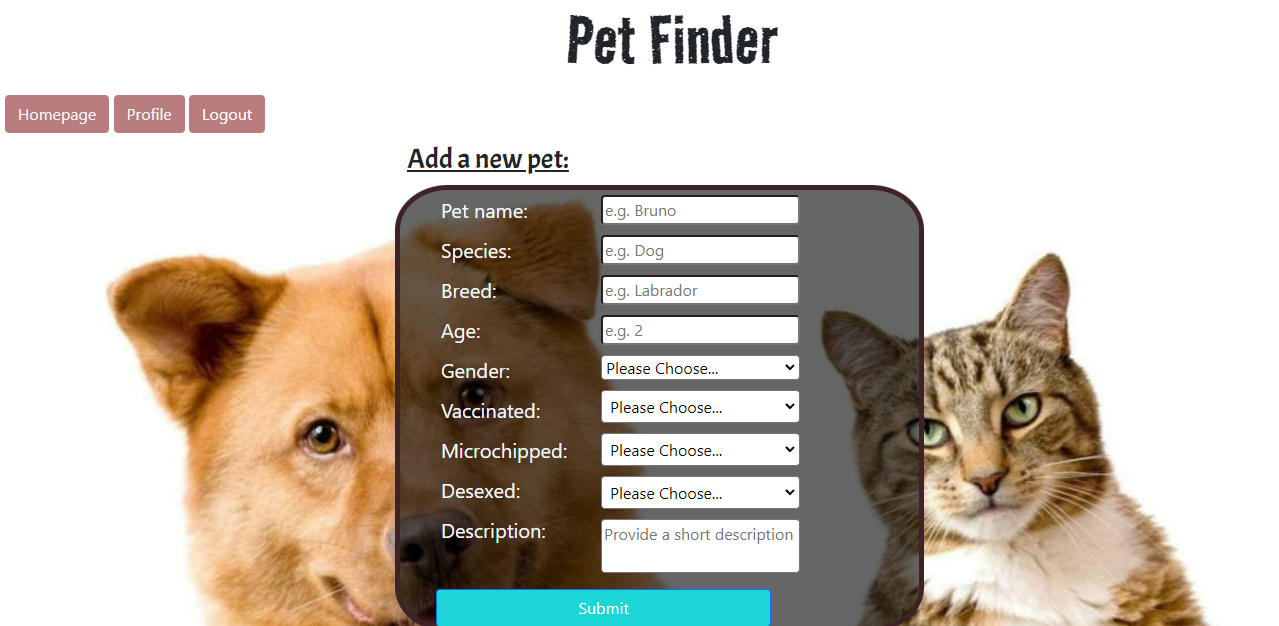 Pet Finder
Homepage Profile Logout
Add a new pet:
Pet name: e.g. Bruno
Species: e.g. Dog
Breed: e.g. Labrador
Age: e.g. 2
Gender: Please Choose...
Vaccinated: Please Choose...
Microchipped: Please Choose...
Desexed: Please Choose...
Description: Provide a short description
Submit